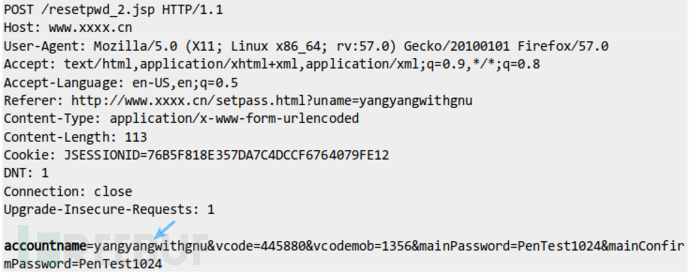 POST /resetpwd_2.jsp HTTP/1.1
Host: www.xxxx.cn
User-Agent: Mozilla/5.0 (X11; Linux x86_64; rv:57.0) Gecko/20100101 Firefox/57.0
Accept: text/html,application/xhtml+xml,application/xml;q=0.9,*/*;q=0.8
Accept-Language: en-US,en;q=0.5
Referer: http://www.xxxx.cn/setpass.html?uname=yangyangwithgnu
Content-Type: application/x-www-form-urlencoded
Content-Length: 113
Cookie: JSESSIONID=76B5F818E357DA7C4DCCF6764079FE12
DNT: 1
Connection: close
Upgrade-Insecure-Requests: 1
accountname=yangyangwithgnu&vcode=445880&vcodemob=1356&mainPassword=PenTest1024&mainConfi
rmPassword=PenTest1024